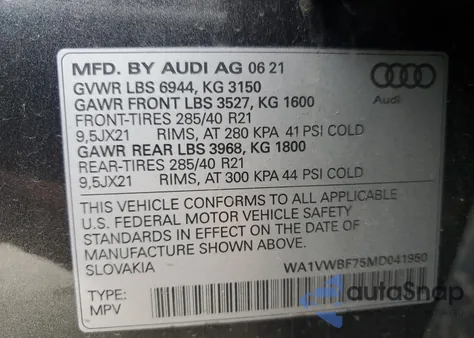 MFD. BY AUDI AG 06 21
GVWR LBS 6944, KG 3150
GAWR FRONT LBS 3527, KG 1600
FRONT-TIRES 285/40 R21
9,5JX21 RIMS, AT 280 KPA 41 PSI COLD
GAWR REAR LBS 3968, KG 1800
REAR-TIRES 285/40 R21
9,5JX21 RIMS, AT 300 KPA 44 PSI COLD
Audi
THIS VEHICLE CONFORMS TO ALL APPLICABLE
U.S. FEDERAL MOTOR VEHICLE SAFETY
STANDARDS IN EFFECT ON THE DATE OF
MANUFACTURE SHOWN ABOVE.
SLOVAKIA WA1VWBF75MD041950
TYPE:
MPV
autoSnap